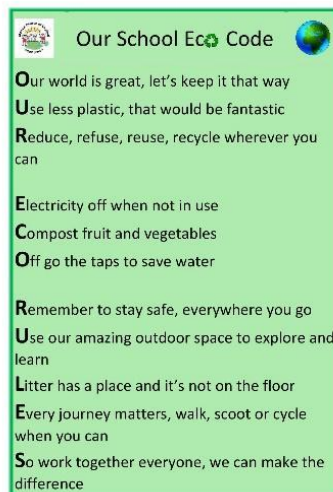 Our School Eco Code
Our world is great, let's keep it that way
Use less plastic, that would be fantastic
Reduce, refuse, reuse, recycle wherever you
can
Electricity off when not in use
Compost fruit and vegetables
Off go the taps to save water
Remember to stay safe, everywhere you go
Use our amazing outdoor space to explore and
learn
Litter has a place and it's not on the floor
Every journey matters, walk, scoot or cycle
when you can
So work together everyone, we can make the
difference